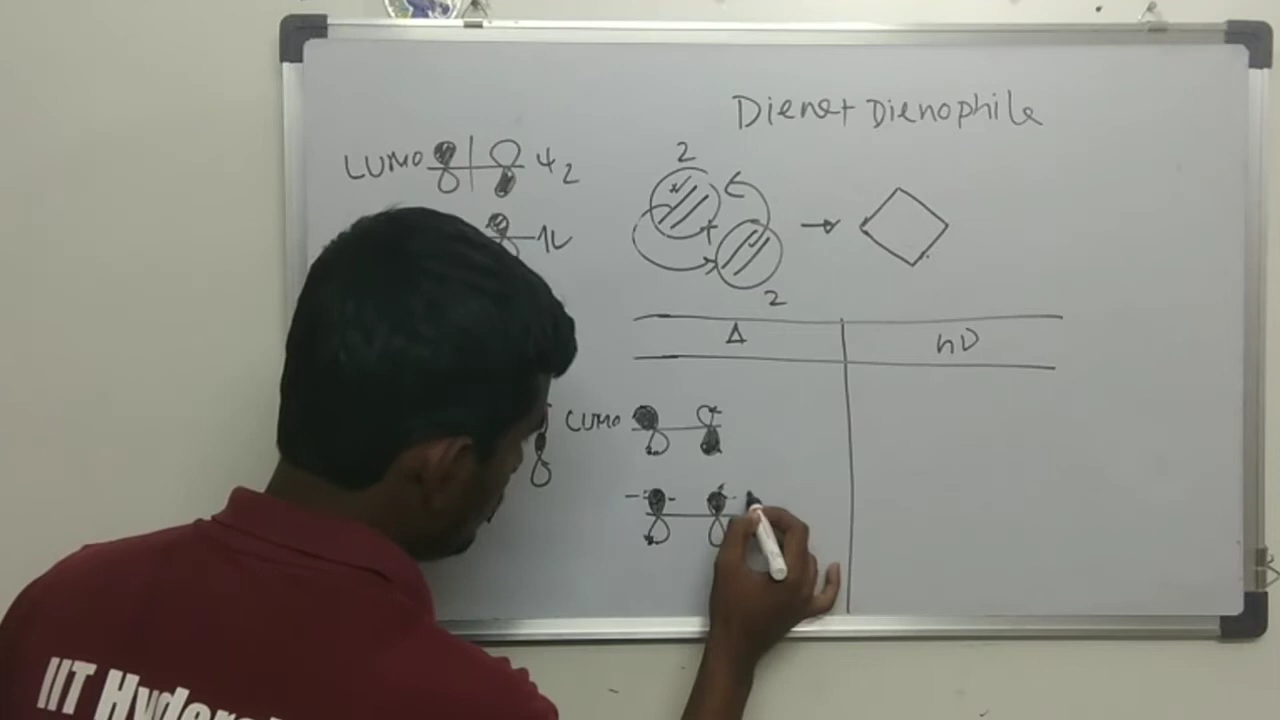 Diene+ Dienophile
LUMO ψ2
2
2
Δ hν
LUMO
IIT Hydera